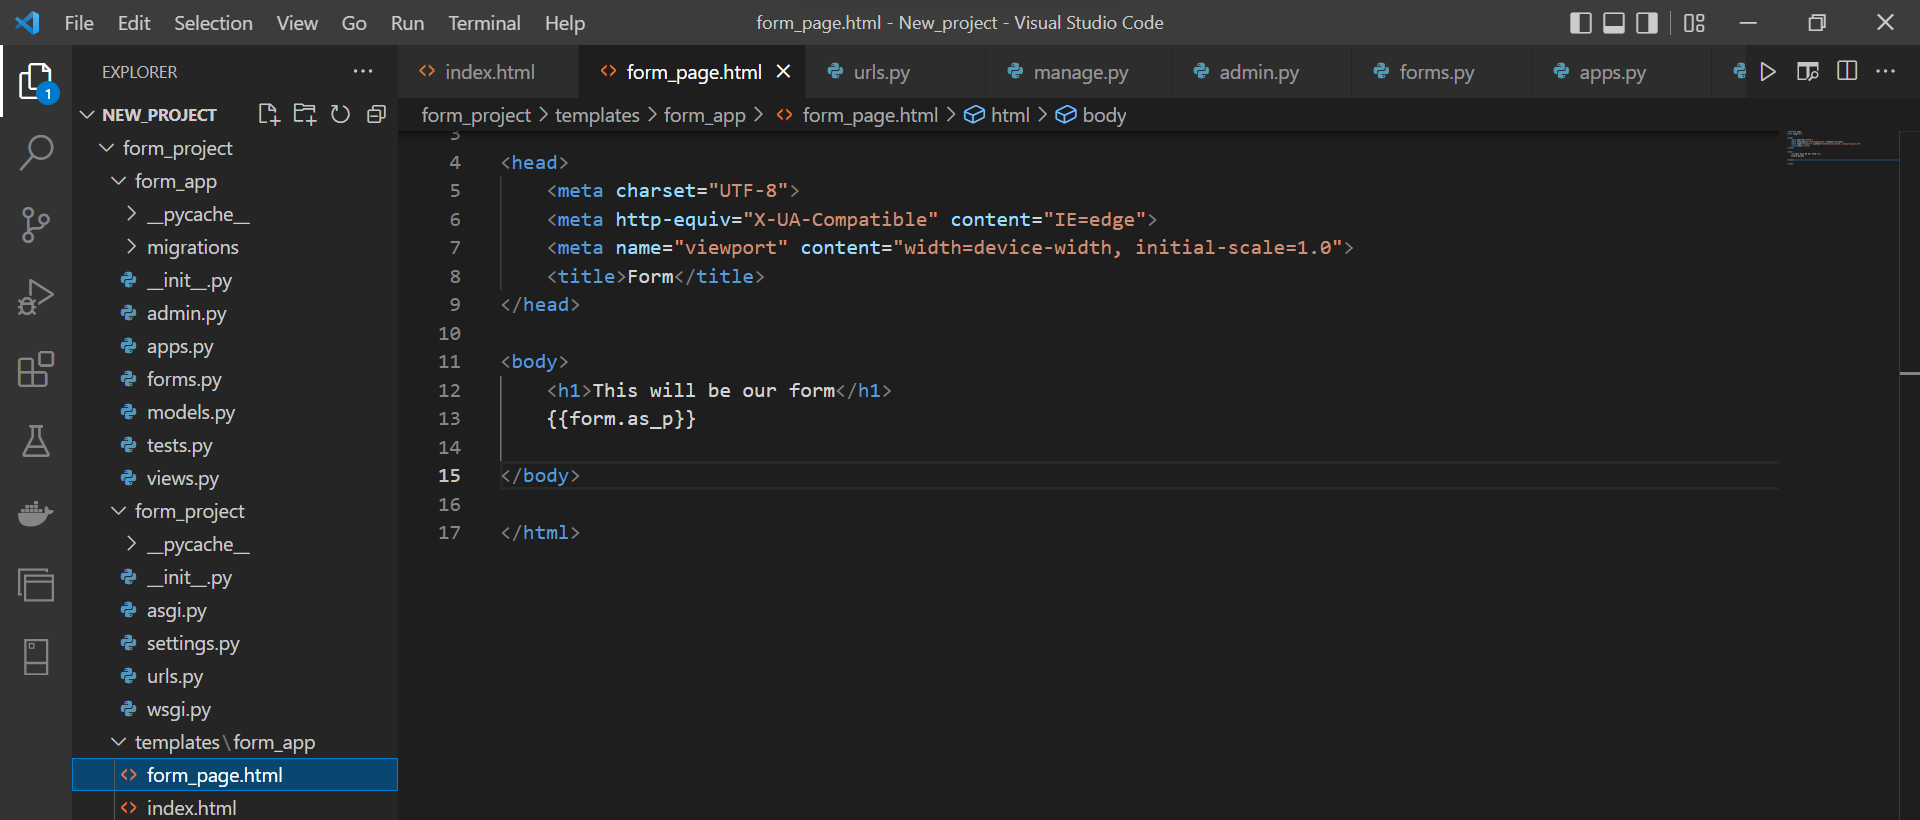 File Edit Selection View Go Run Terminal Help
form_page.html - New_project - Visual Studio Code
1
EXPLORER
NEW_PROJECT
form_project
form_app
__pycache__
migrations
__init__.py
admin.py
apps.py
forms.py
models.py
tests.py
views.py
form_project
__pycache__
__init__.py
asgi.py
settings.py
urls.py
wsgi.py
templates\form_app
form_page.html
index.html
index.html form_page.html urls.py manage.py admin.py forms.py apps.py
form_project > templates > form_app > form_page.html > html > body
3
4 <head>
5 <meta charset="UTF-8">
6 <meta http-equiv="X-UA-Compatible" content="IE=edge">
7 <meta name="viewport" content="width=device-width, initial-scale=1.0">
8 <title>Form</title>
9 </head>
10
11 <body>
12 <h1>This will be our form</h1>
13 {{form.as_p}}
14
15 </body>
16
17 </html>